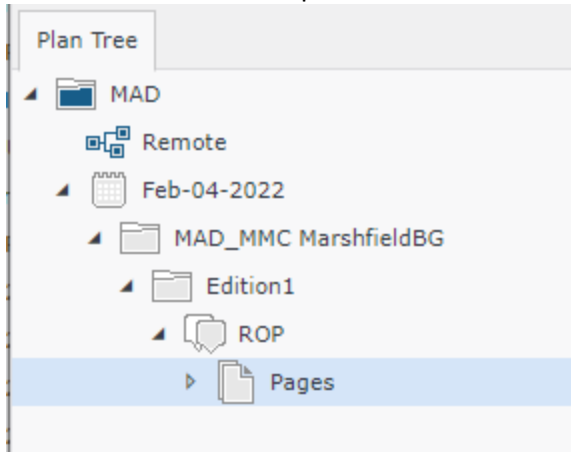 Plan Tree
MAD
Remote
Feb-04-2022
MAD_MMC MarshfieldBG
Edition1
ROP
Pages